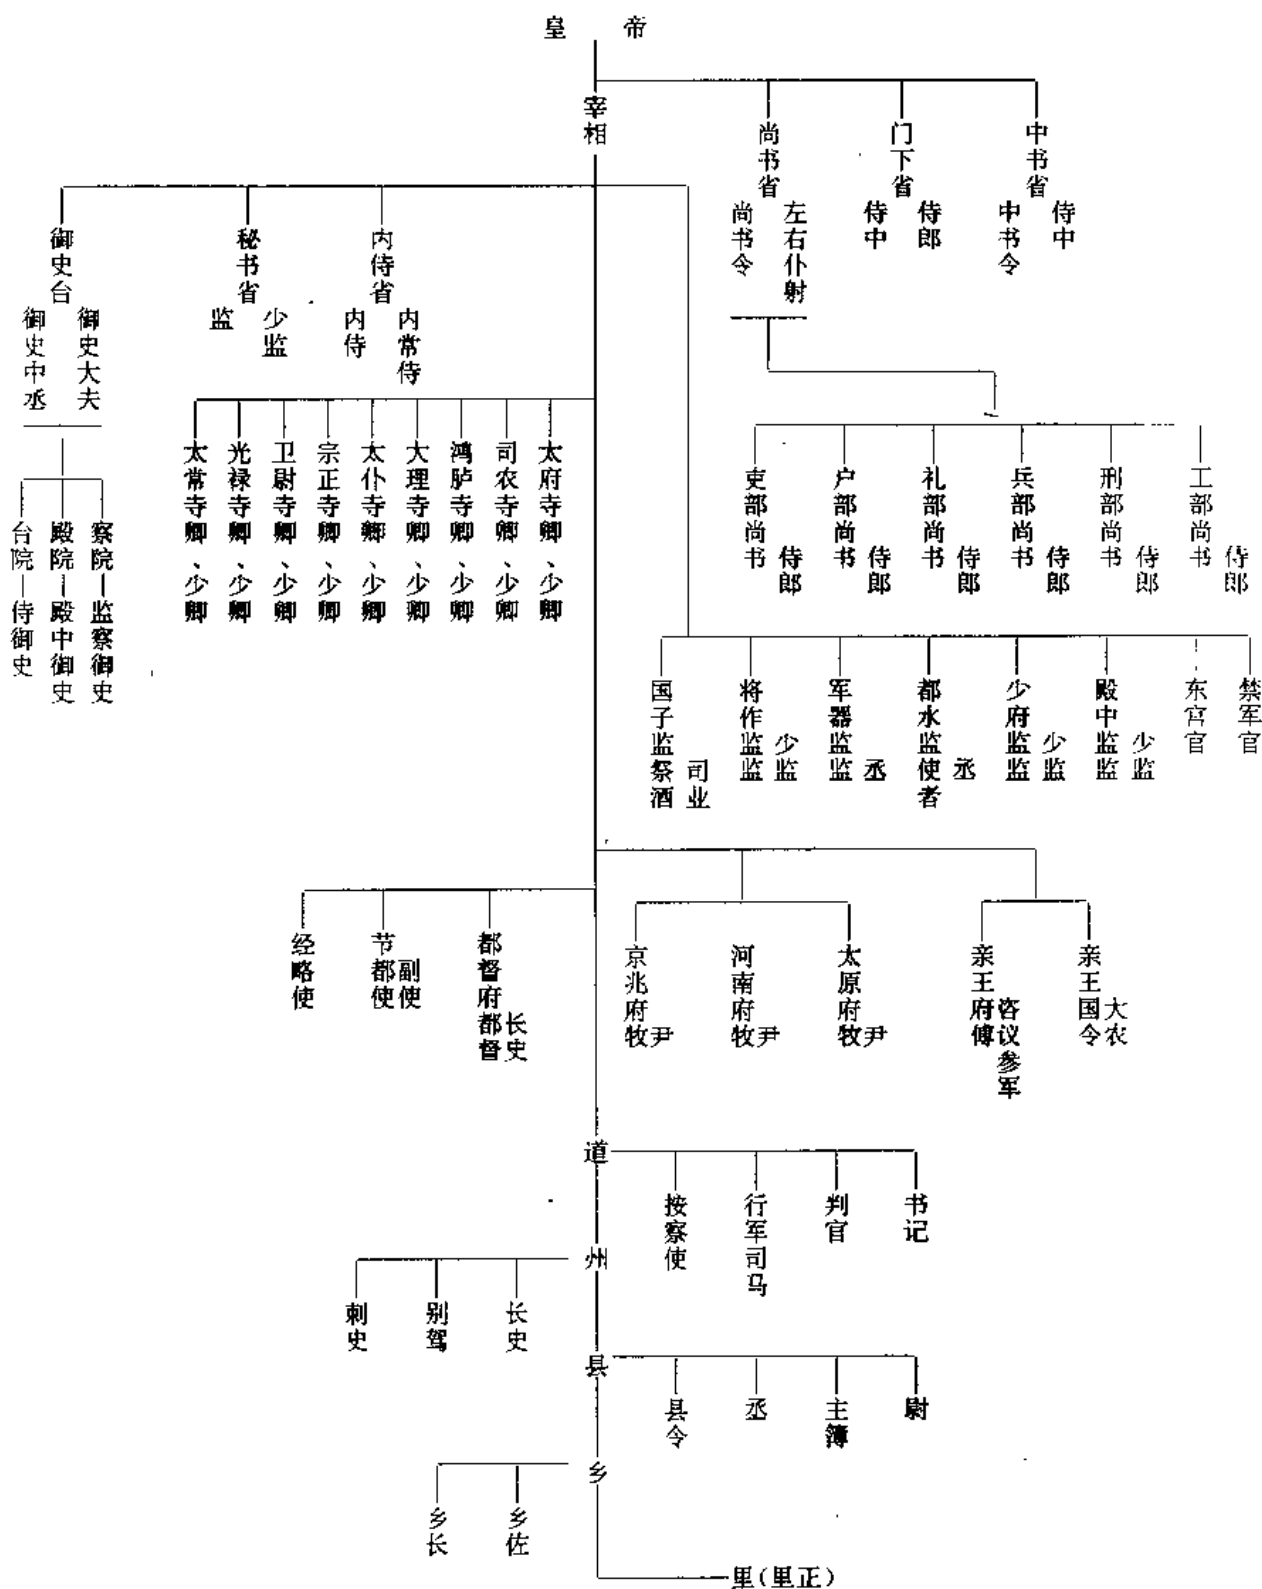 皇帝
宰相
尚书省
尚书令
左右仆射
门下省
侍中
侍郎
中书省
中书令
侍中
御史台
御史中丞
御史大夫
秘书省
监
少监
内侍省
内侍
内常侍
台院—侍御史
殿院—殿中御史
察院—监察御史
太常寺卿、少卿
光禄寺卿、少卿
卫尉寺卿、少卿
宗正寺卿、少卿
太仆寺卿、少卿
大理寺卿、少卿
鸿胪寺卿、少卿
司农寺卿、少卿
太府寺卿、少卿
吏部尚书
侍郎
户部尚书
侍郎
礼部尚书
侍郎
兵部尚书
侍郎
刑部尚书
侍郎
工部尚书
侍郎
国子监祭酒
司业
将作监监
少监
军器监监
丞
都水监使者
丞
少府监监
少监
殿中监监
少监
东宫官
禁军官
经略使
节都使
副使
都督府都督
长史
京兆府牧
尹
河南府牧
尹
太原府牧
尹
亲王府傅
咨议参军
亲王国令
大农
道
按察使
行军司马
判官
书记
州
刺史
别驾
长史
县
县令
丞
主簿
尉
乡
乡长
乡佐
里(里正)